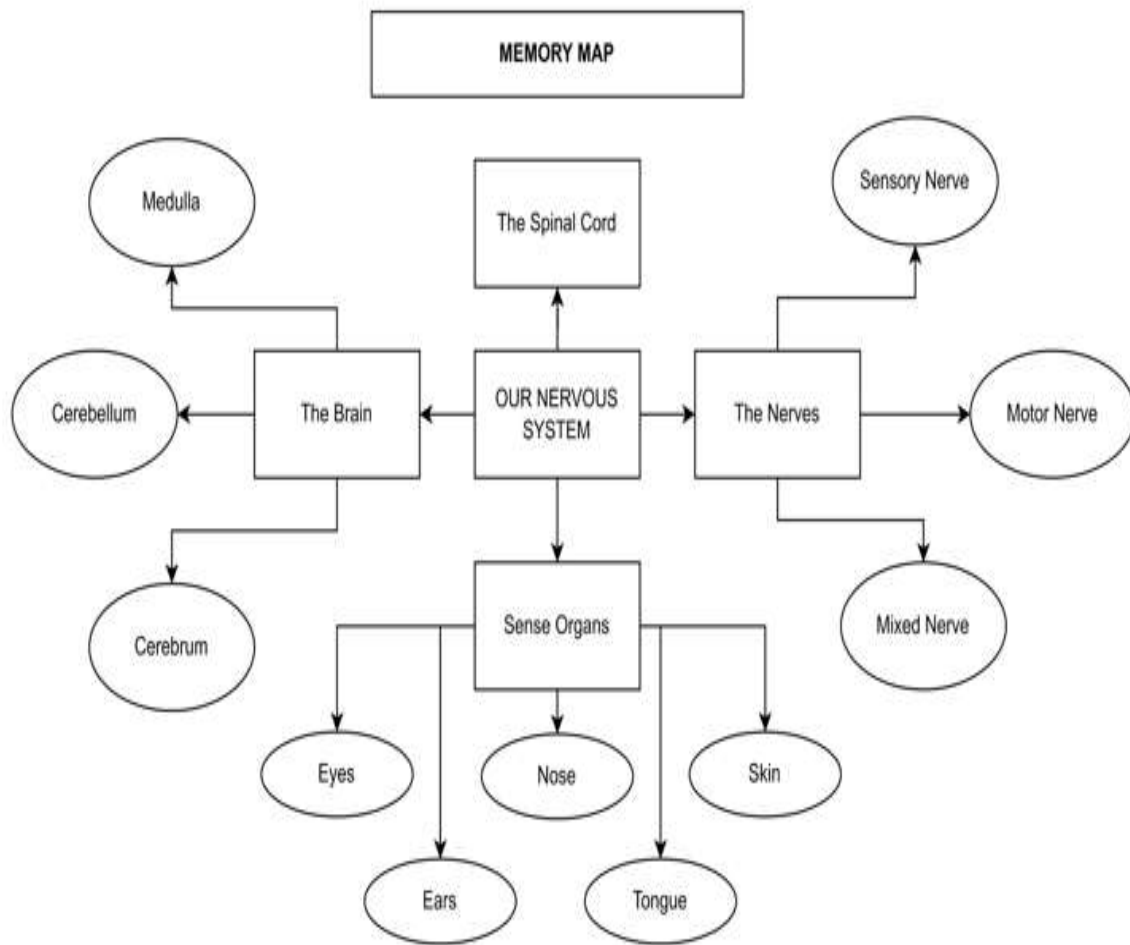 MEMORY MAP
Medulla
The Spinal Cord
Sensory Nerve
Cerebellum
The Brain
OUR NERVOUS
SYSTEM
The Nerves
Motor Nerve
Cerebrum
Sense Organs
Mixed Nerve
Eyes
Nose
Skin
Ears
Tongue